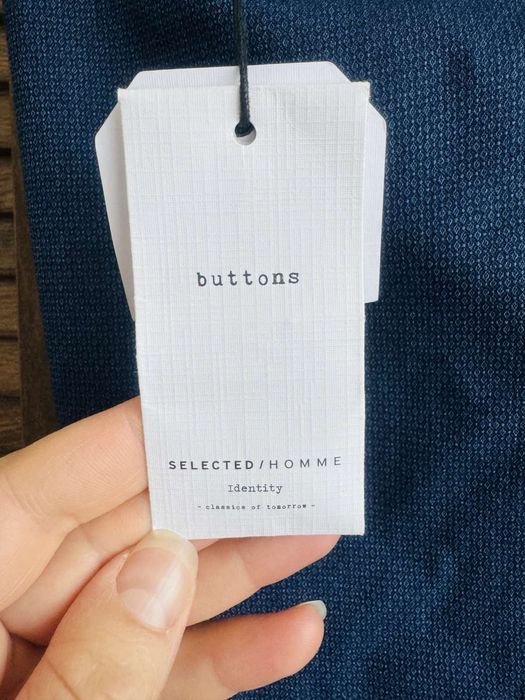 buttons
SELECTED/HOMME
Identity
- classics of tomorrow -